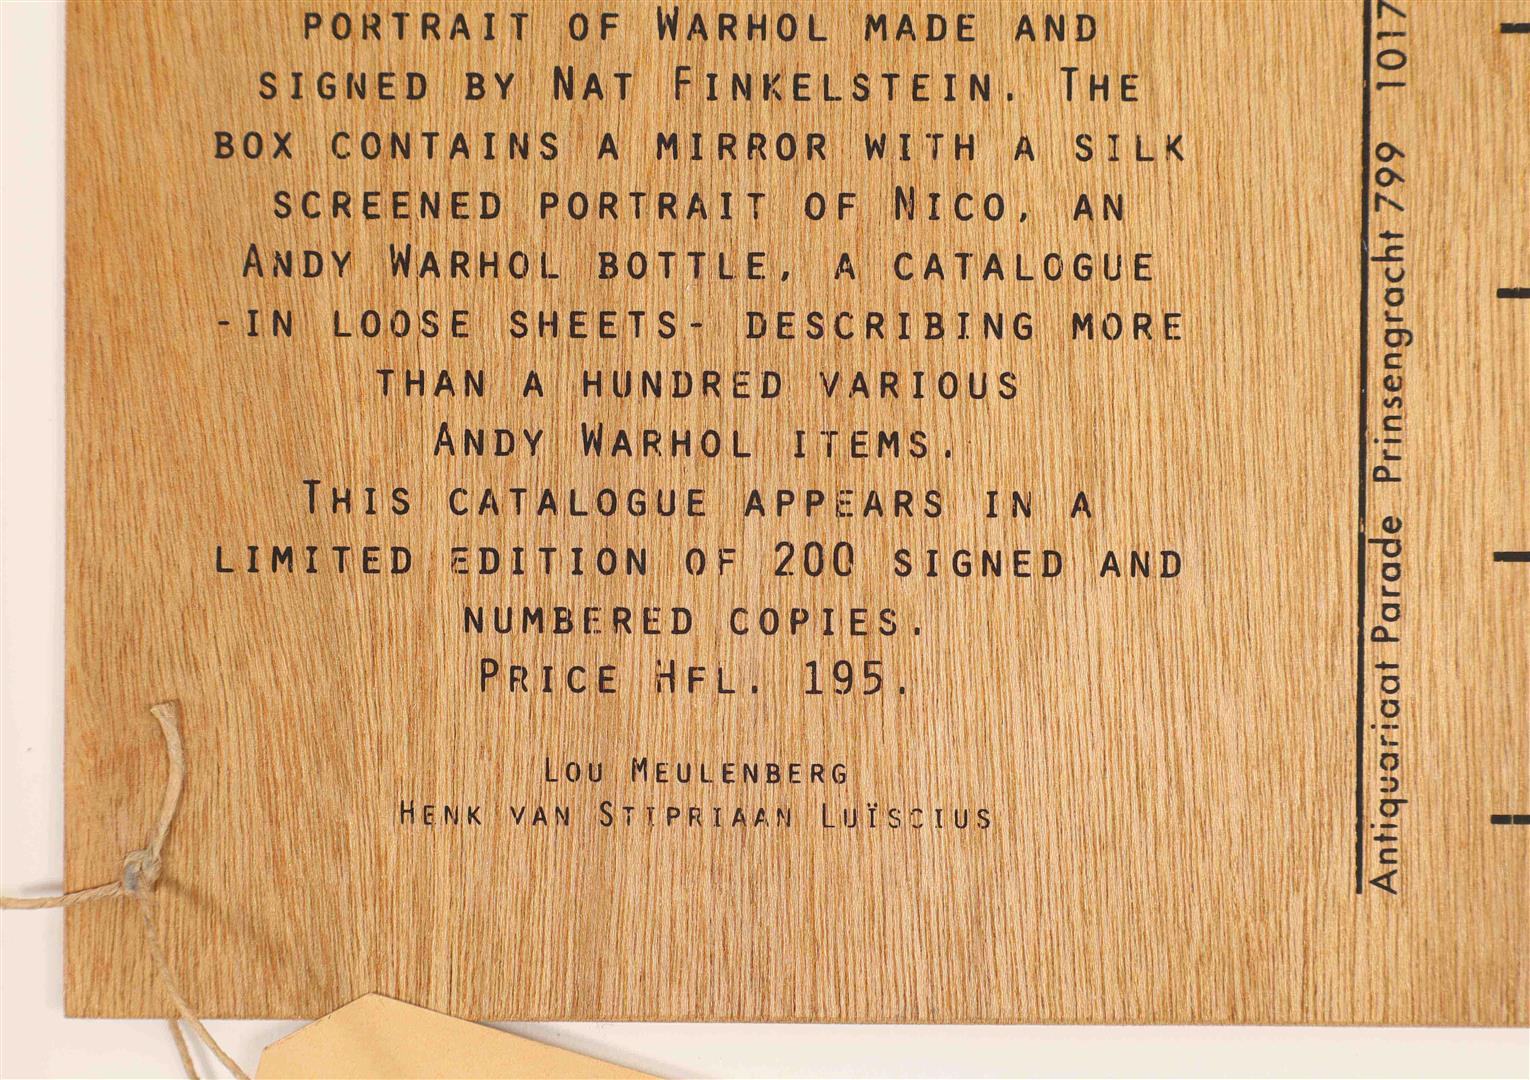 PORTRAIT OF WARHOL MADE AND
SIGNED BY NAT FINKELSTEIN. THE
BOX CONTAINS A MIRROR WITH A SILK
SCREENED PORTRAIT OF NICO, AN
ANDY WARHOL BOTTLE, A CATALOGUE
-IN LOOSE SHEETS- DESCRIBING MORE
THAN A HUNDRED VARIOUS
ANDY WARHOL ITEMS.
THIS CATALOGUE APPEARS IN A
LIMITED EDITION OF 200 SIGNED AND
NUMBERED COPIES.
PRICE HFL. 195.
LOU MEULENBERG
HENK VAN STIPRIAAN LUÏSCIUS
Antiquariaat Parade Prinsengracht 799 1017